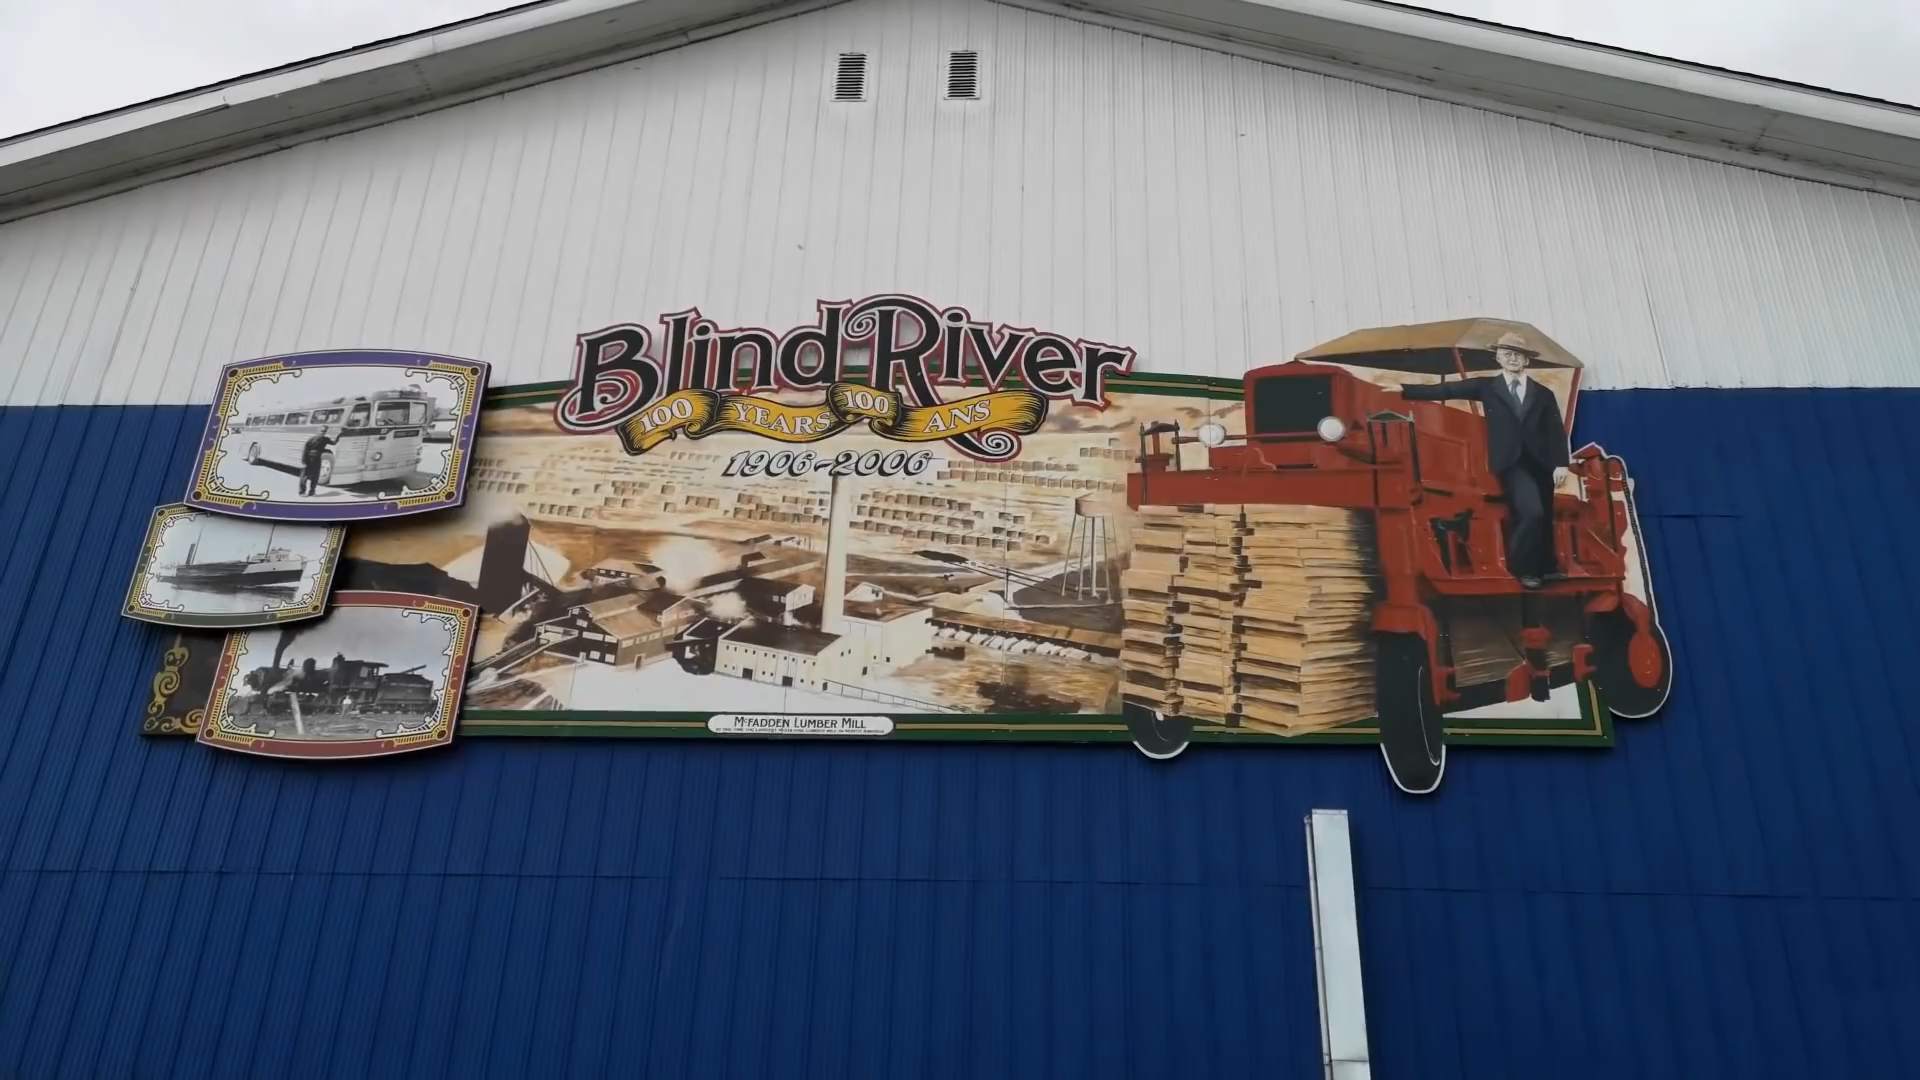 Blind River
100 YEARS 100 ANS
1906-2006
McFADDEN LUMBER MILL